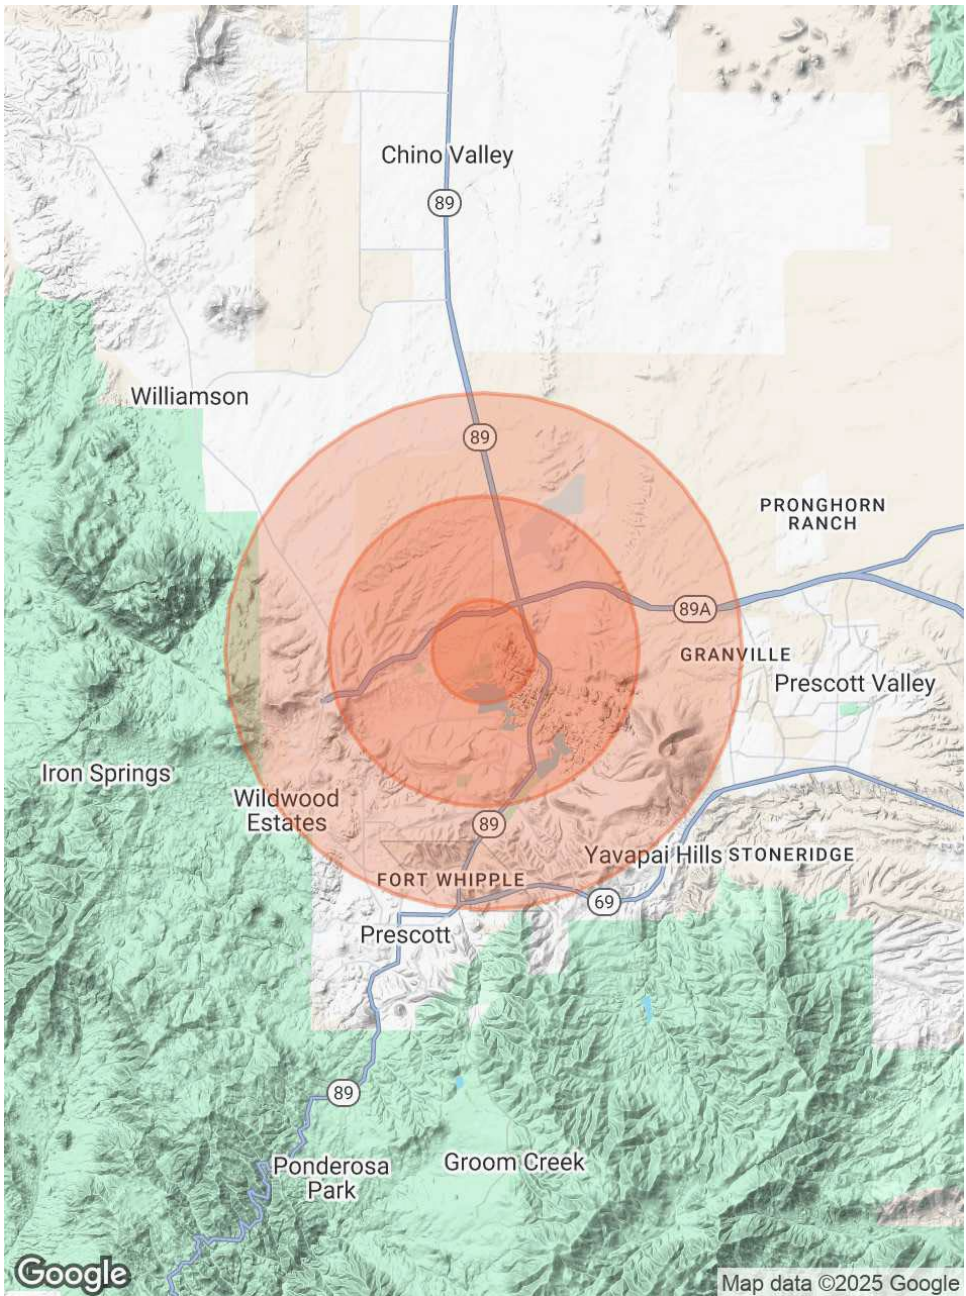 Chino Valley
89
Williamson
89
PRONGHORN
RANCH
89A
GRANVILLE
Prescott Valley
Iron Springs
Wildwood
Estates
89
Yavapai Hills
STONERIDGE
FORT WHIPPLE
69
Prescott
89
Ponderosa
Park
Groom Creek
Google
Map data ©2025 Google